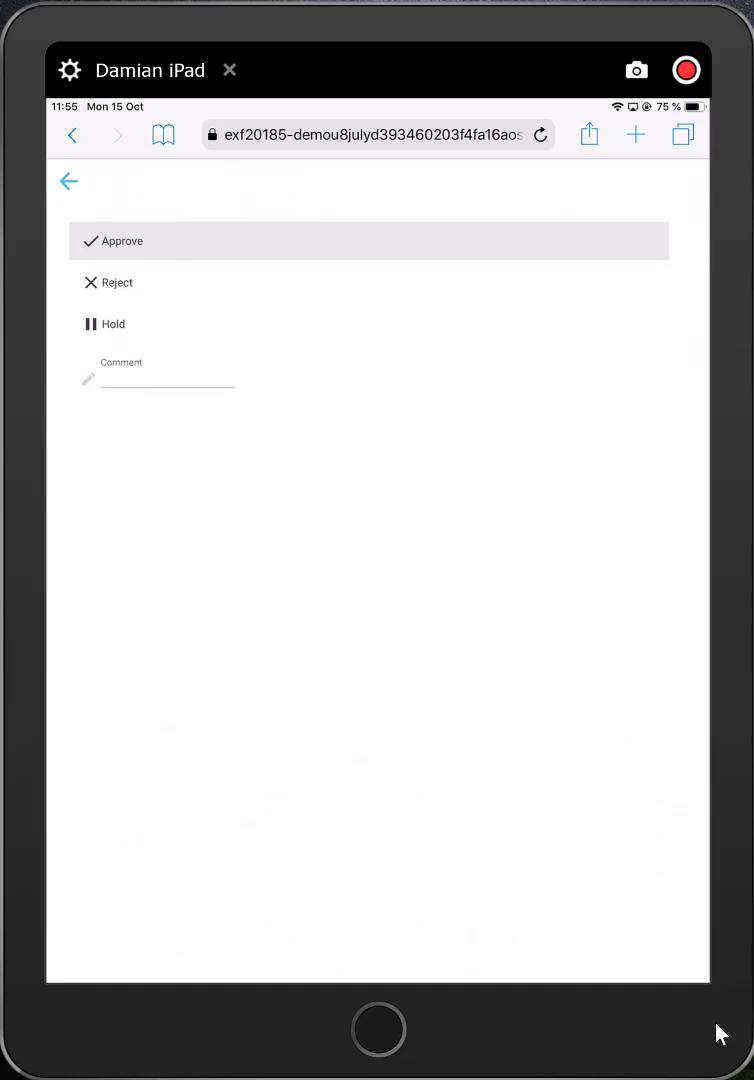 Damian iPad
11:55 Mon 15 Oct 75 %
exf20185-demou8julyd393460203f4fa16aos
Approve
Reject
Hold
Comment